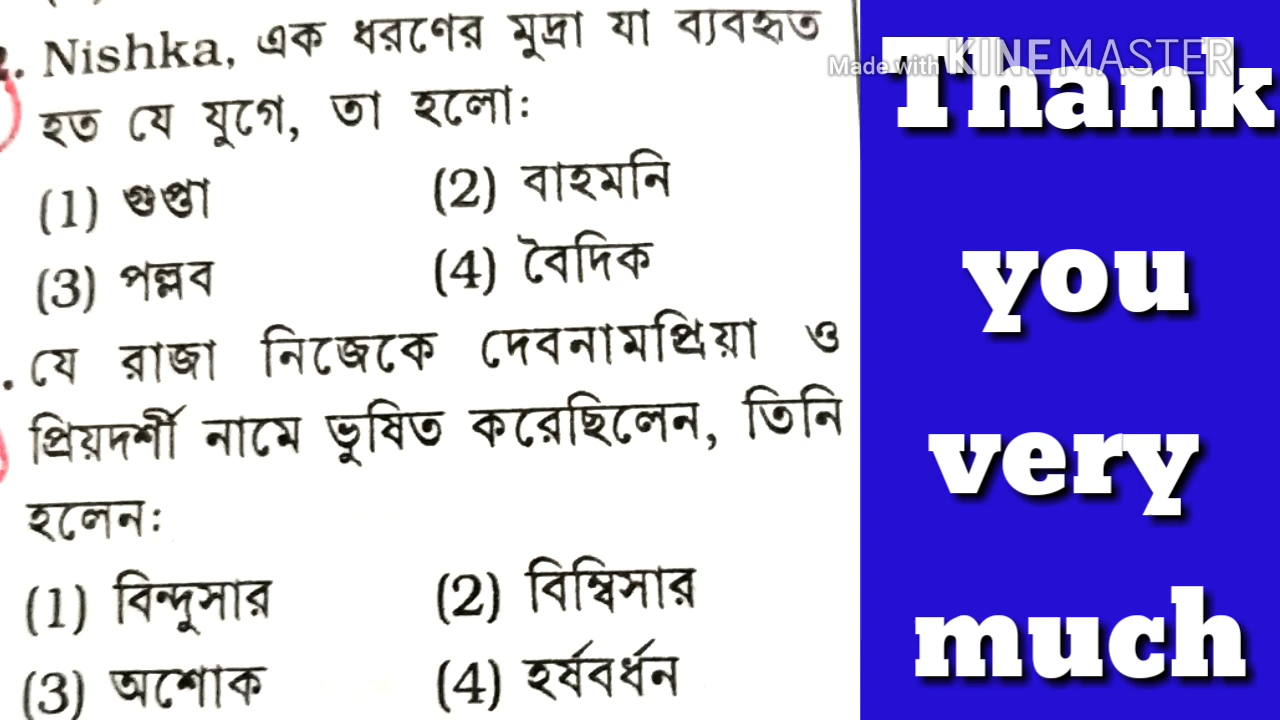 . Nishka, এক ধরণের মুদ্রা যা ব্যবহৃত
হত যে যুগে, তা হলো:
(1) গুপ্তা
(2) বাহমনি
(3) পল্লব
(4) বৈদিক
. যে রাজা নিজেকে দেবনামপ্রিয়া ও
প্রিয়দর্শী নামে ভূষিত করেছিলেন, তিনি
হলেন:
(1) বিন্দুসার
(2) বিম্বিসার
(3) অশোক
(4) হর্ষবর্ধন
Made with KINEMASTER
Thank
you
very
much